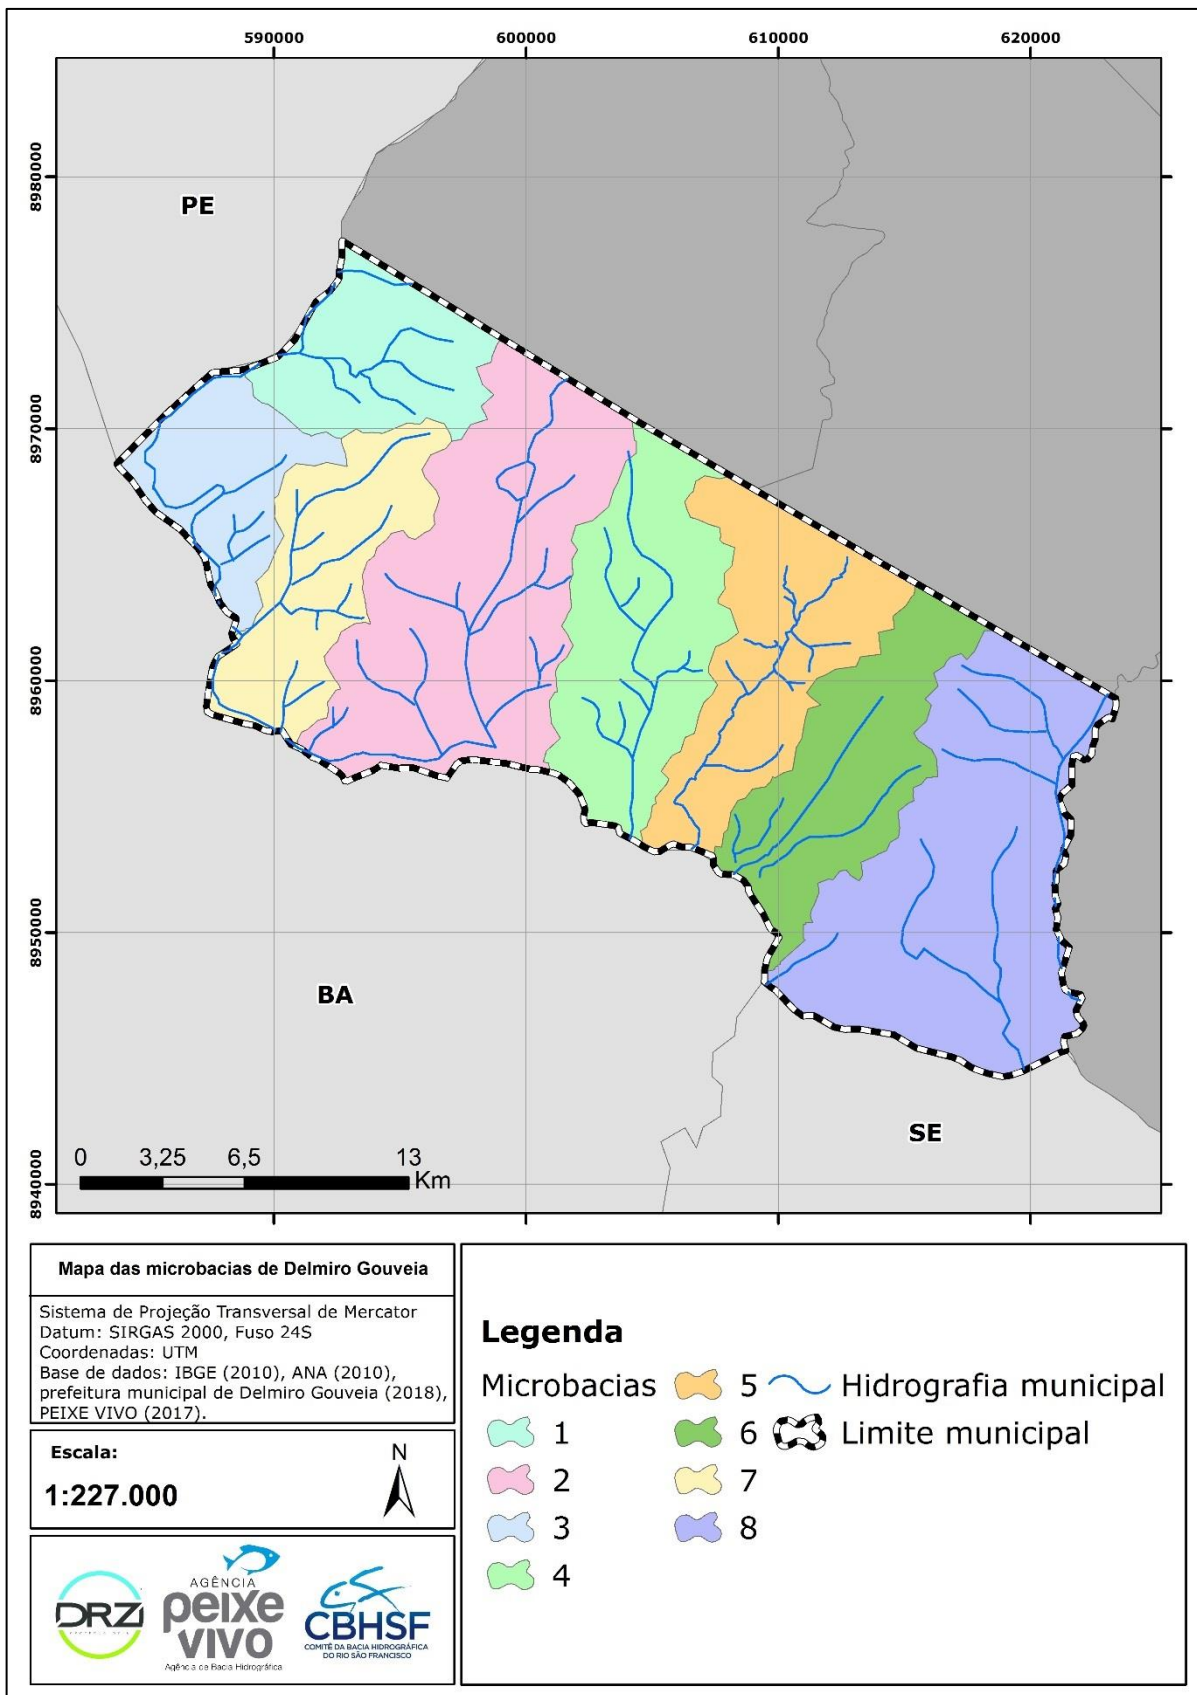 590000
600000
610000
620000
8980000
PE
8970000
8960000
8950000
BA
SE
0
3,25
6,5
13
Km
8940000
Mapa das microbacias de Delmiro Gouveia
Sistema de Projeção Transversal de Mercator
Datum: SIRGAS 2000, Fuso 24S
Coordenadas: UTM
Base de dados: IBGE (2010), ANA (2010),
prefeitura municipal de Delmiro Gouveia (2018),
PEIXE VIVO (2017).
Escala:
1:227.000
N
DRZ
AGÊNCIA
peixe
vivo
Agência de Bacia Hidrográfica
CBHSF
COMITÊ DA BACIA HIDROGRÁFICA
DO RIO SÃO FRANCISCO
Legenda
Microbacias
1
2
3
4
5
6
7
8
Hidrografia municipal
Limite municipal